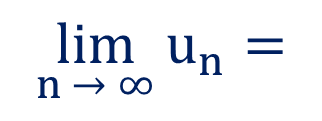 lim uₙ =
n → ∞